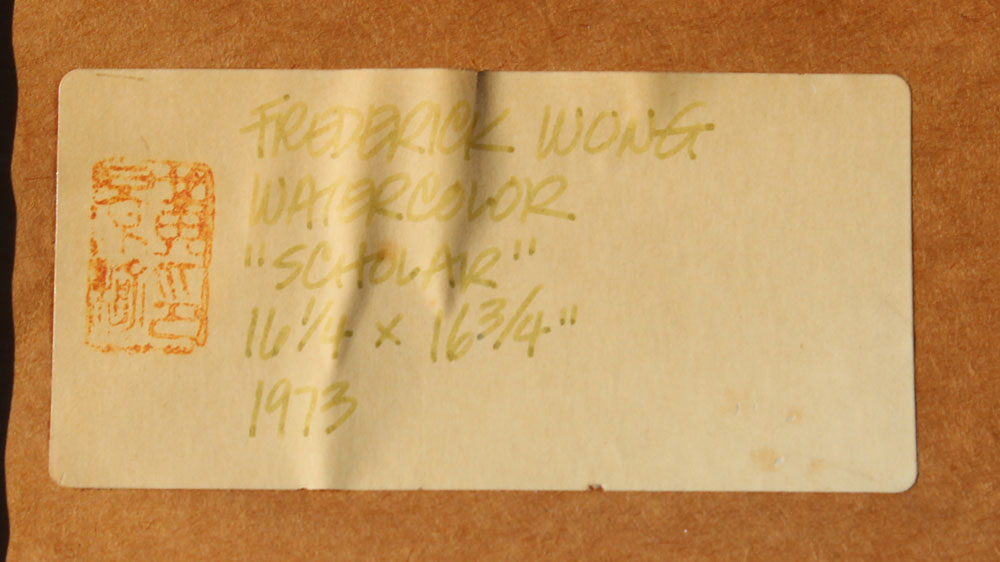 FREDERICK WONG
WATERCOLOR
"SCHOLAR"
16 1/4 x 16 3/4"
1973